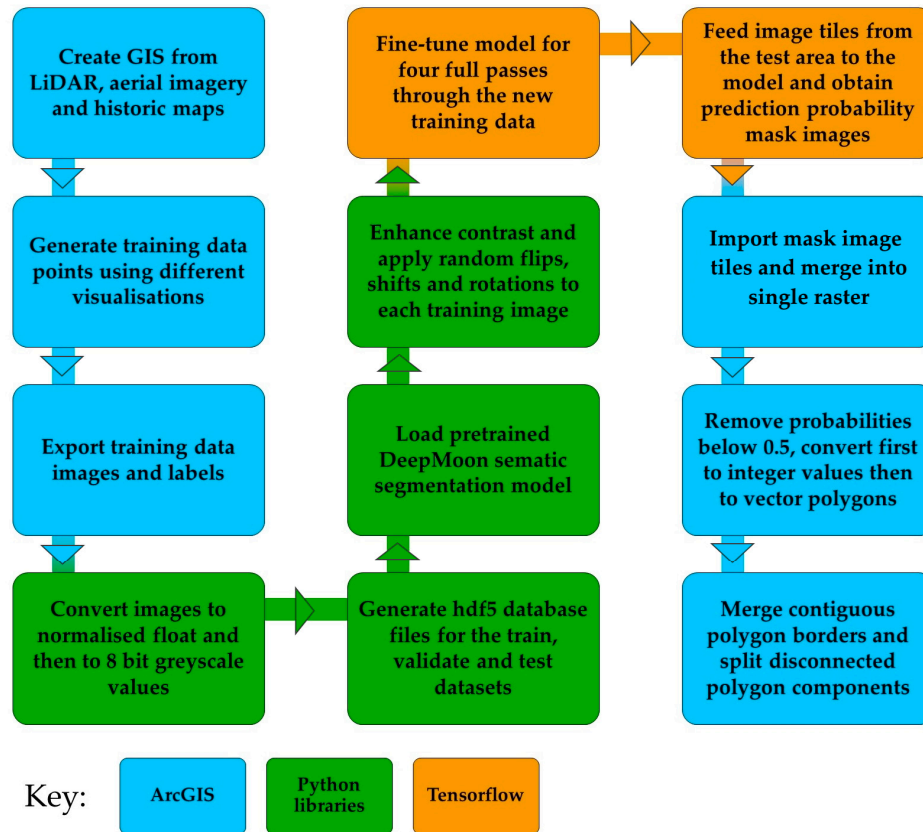 Create GIS from
LiDAR, aerial imagery
and historic maps
Generate training data
points using different
visualisations
Export training data
images and labels
Convert images to
normalised float and
then to 8 bit greyscale
values
Generate hdf5 database
files for the train,
validate and test
datasets
Load pretrained
DeepMoon sematic
segmentation model
Enhance contrast and
apply random flips,
shifts and rotations to
each training image
Fine-tune model for
four full passes
through the new
training data
Feed image tiles from
the test area to the
model and obtain
prediction probability
mask images
Import mask image
tiles and merge into
single raster
Remove probabilities
below 0.5, convert first
to integer values then
to vector polygons
Merge contiguous
polygon borders and
split disconnected
polygon components
Key:
ArcGIS
Python
libraries
Tensorflow